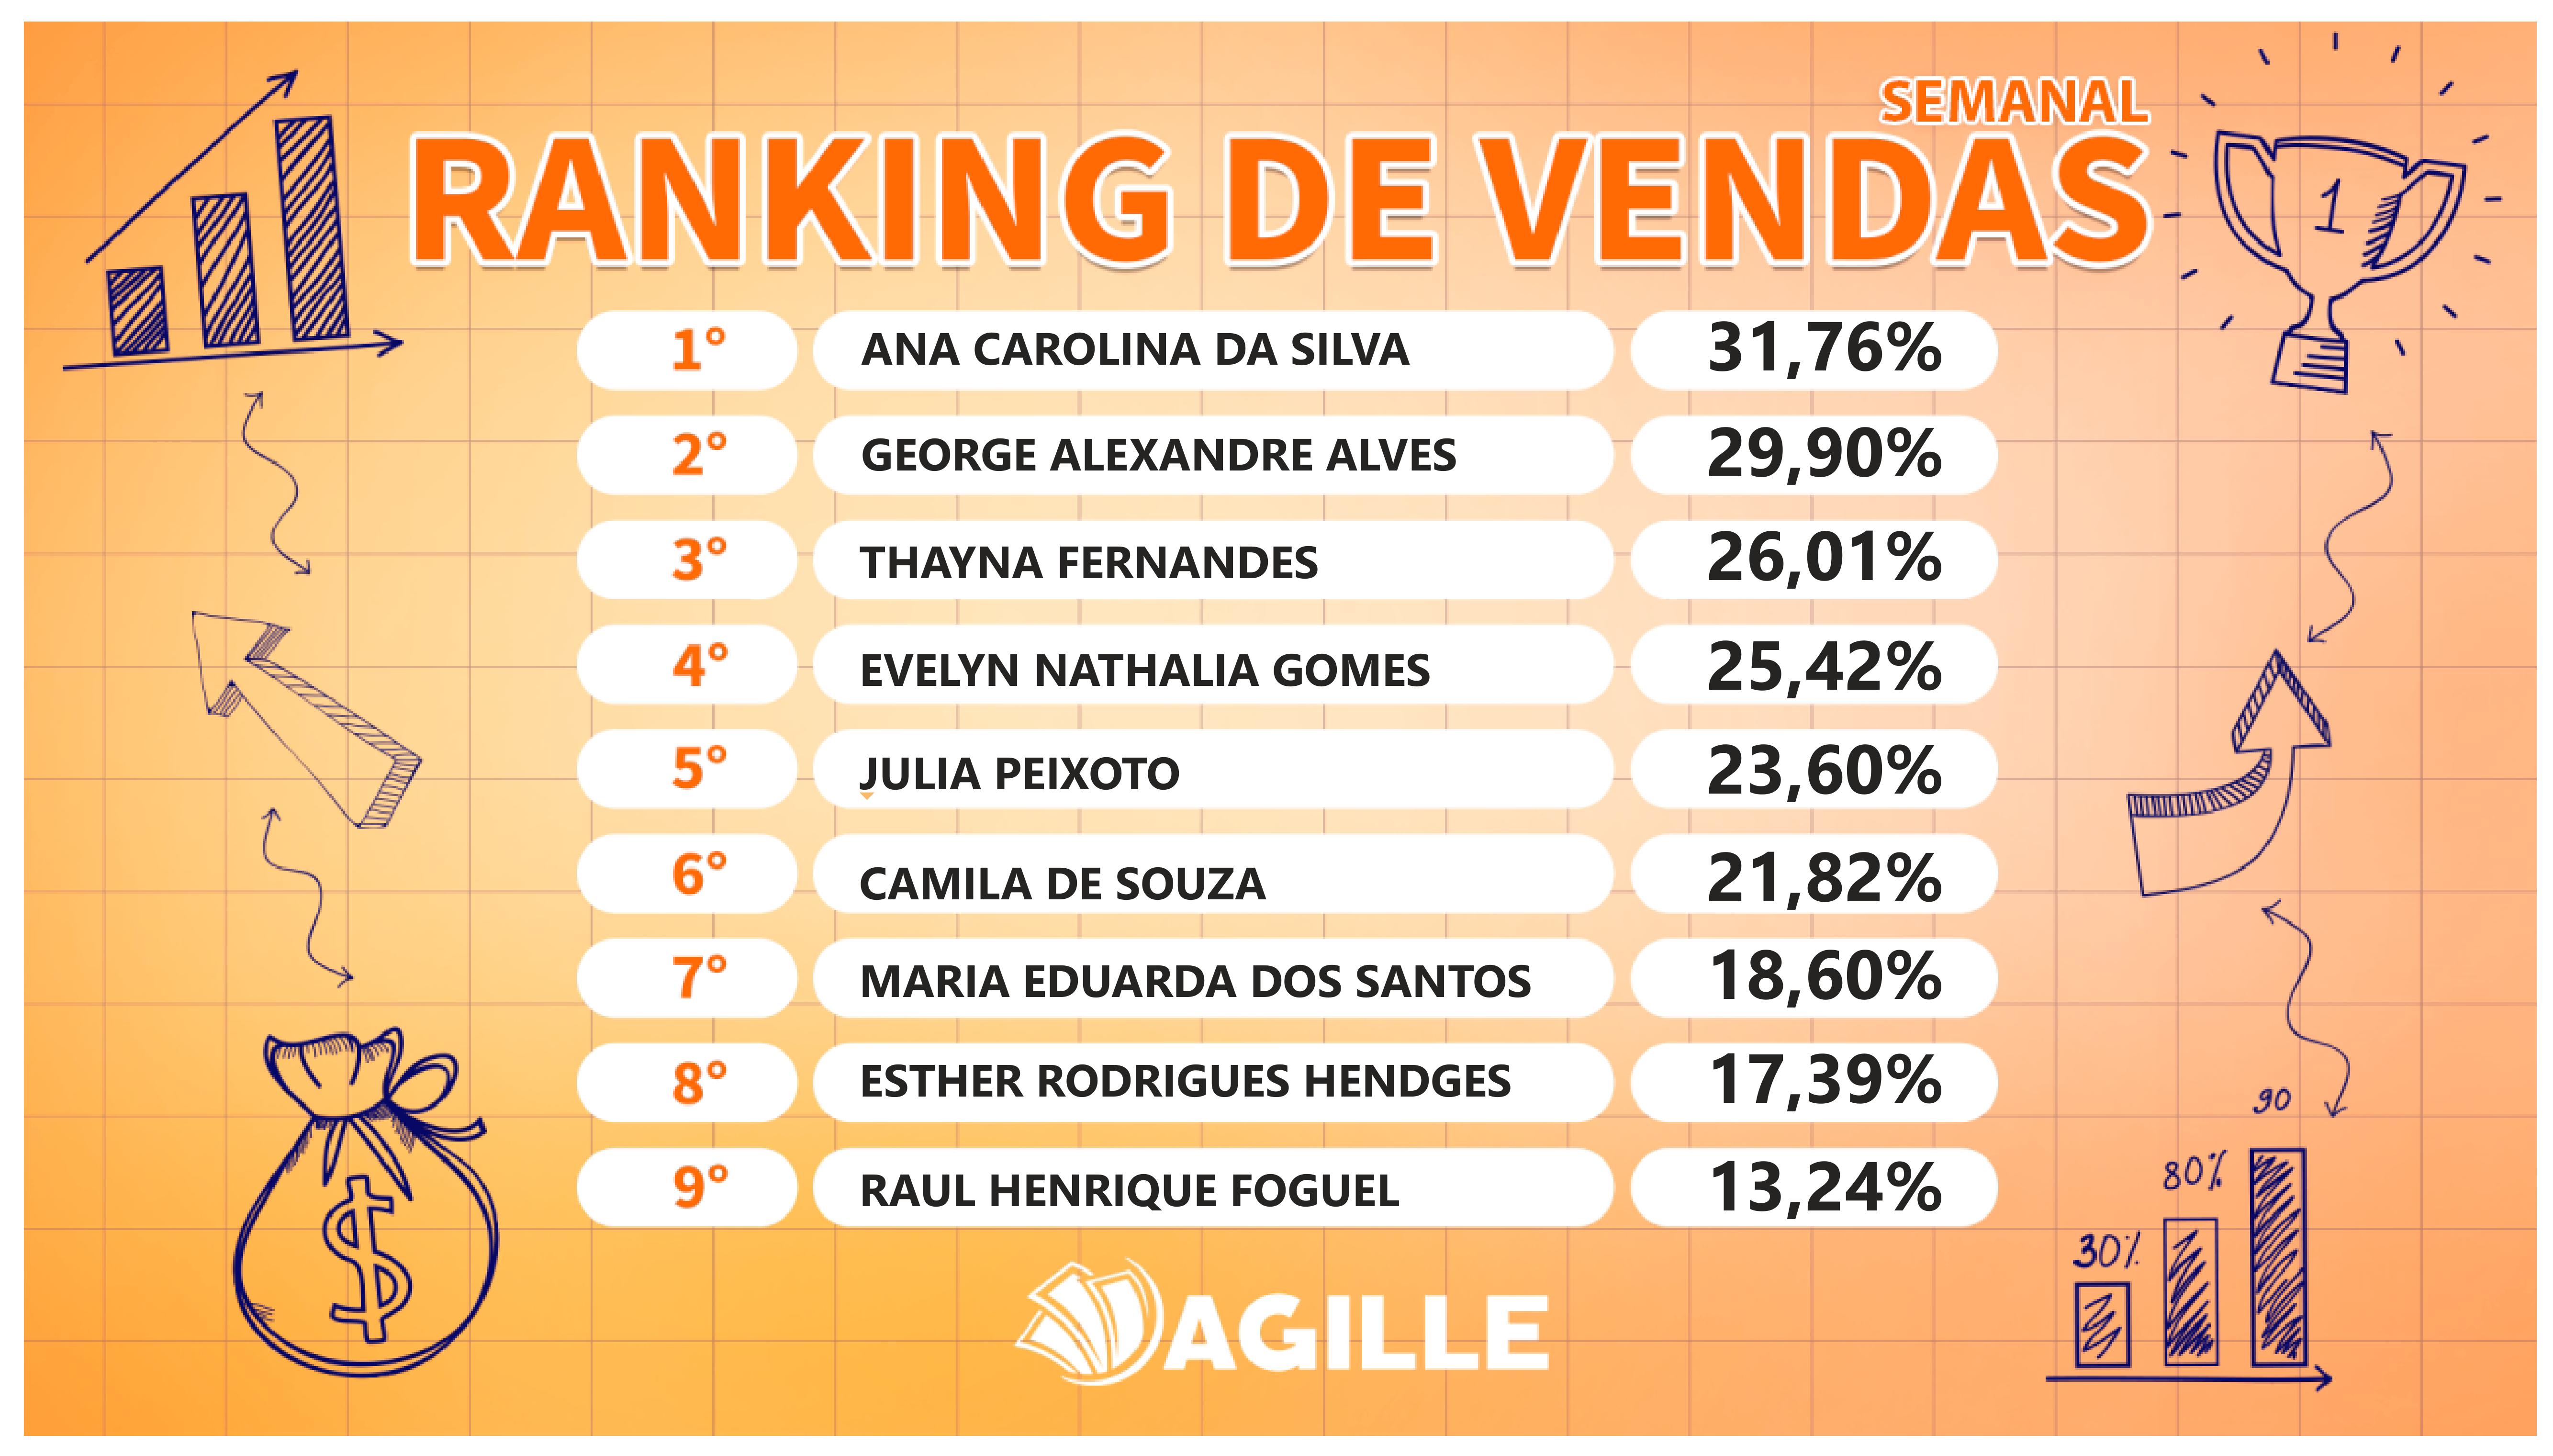 SEMANAL
RANKING DE VENDAS
1
1° ANA CAROLINA DA SILVA 31,76%
2° GEORGE ALEXANDRE ALVES 29,90%
3° THAYNA FERNANDES 26,01%
4° EVELYN NATHALIA GOMES 25,42%
5° JULIA PEIXOTO 23,60%
6° CAMILA DE SOUZA 21,82%
7° MARIA EDUARDA DOS SANTOS 18,60%
8° ESTHER RODRIGUES HENDGES 17,39%
9° RAUL HENRIQUE FOGUEL 13,24%
$
90
80%
30%
AGILLE